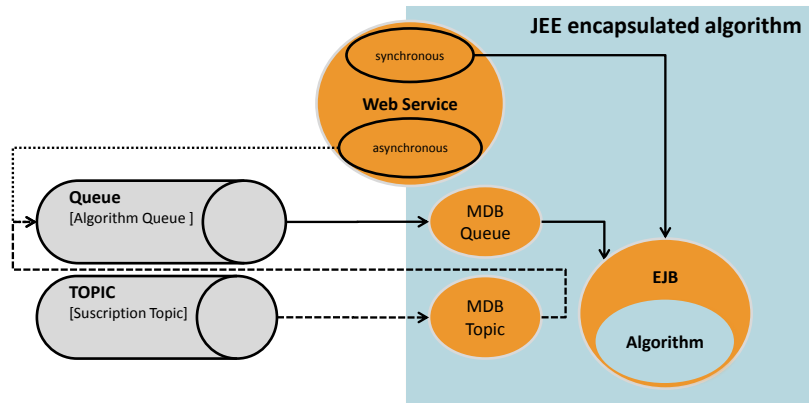 JEE encapsulated algorithm
synchronous
Web Service
asynchronous
Queue
[Algorithm Queue ]
MDB
Queue
TOPIC
[Suscription Topic]
MDB
Topic
EJB
Algorithm